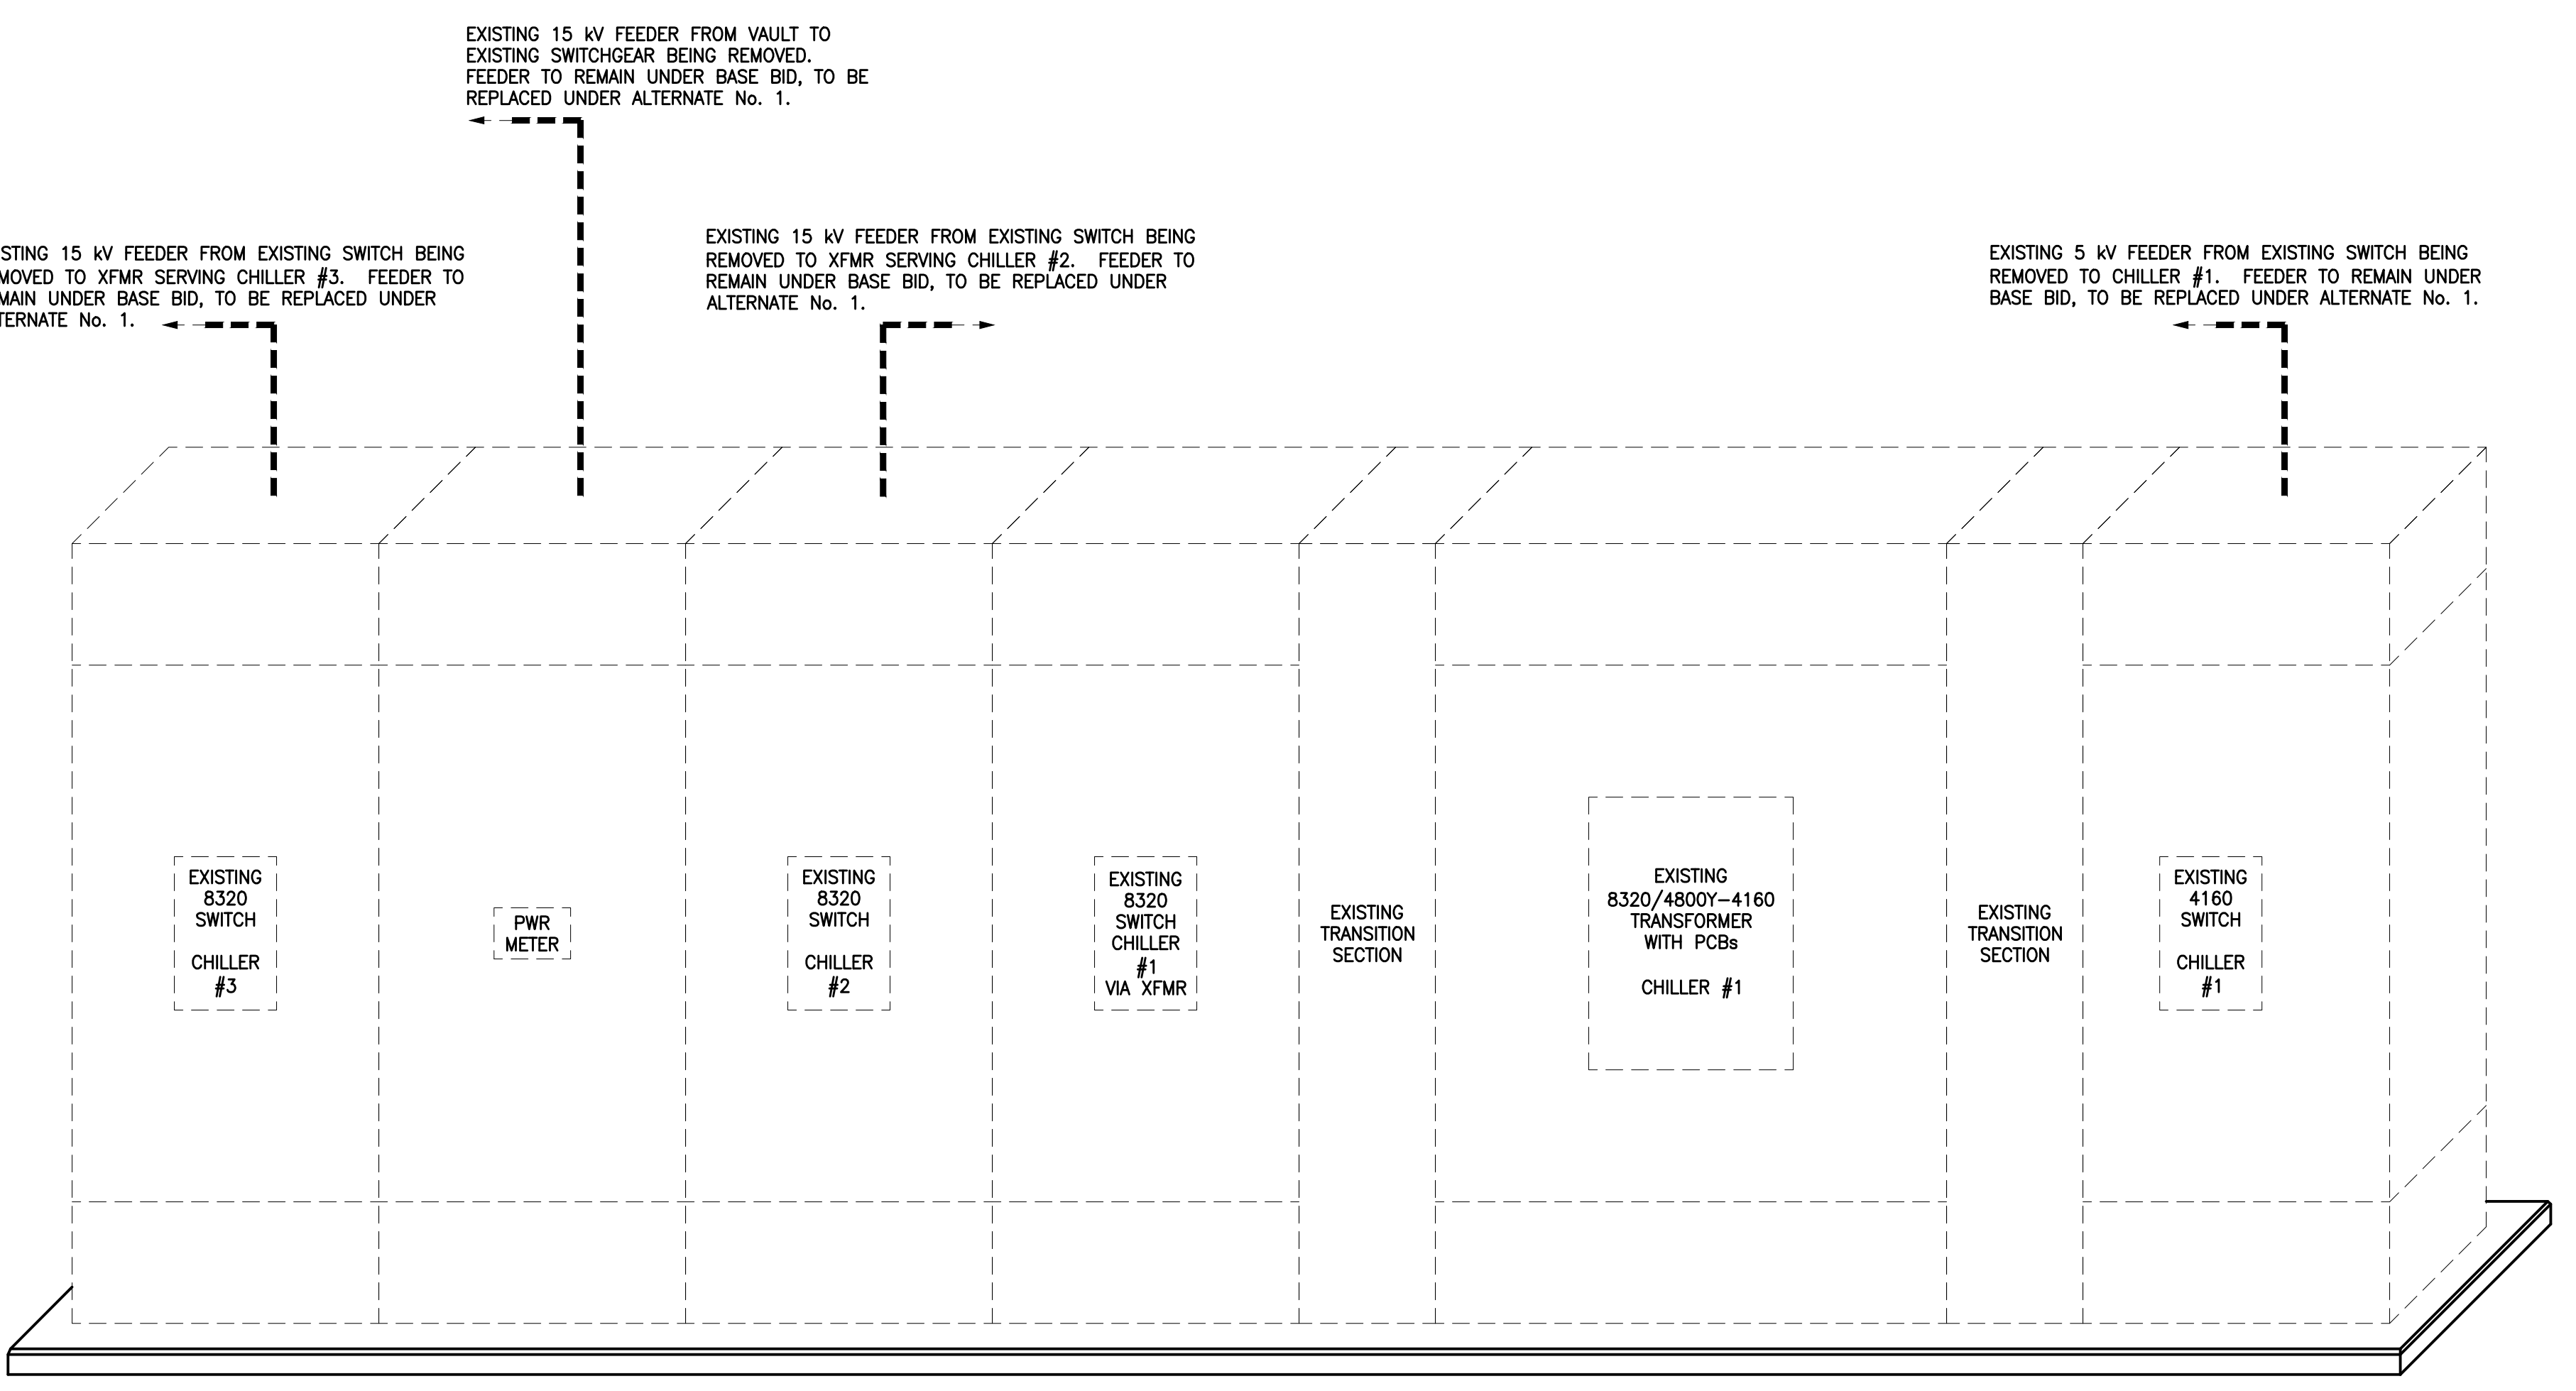 EXISTING 15 kV FEEDER FROM VAULT TO
EXISTING SWITCHGEAR BEING REMOVED.
FEEDER TO REMAIN UNDER BASE BID, TO BE
REPLACED UNDER ALTERNATE No. 1.
STING 15 kV FEEDER FROM EXISTING SWITCH BEING
MOVED TO XFMR SERVING CHILLER #3. FEEDER TO
MAIN UNDER BASE BID, TO BE REPLACED UNDER
TERNATE No. 1.
EXISTING 15 kV FEEDER FROM EXISTING SWITCH BEING
REMOVED TO XFMR SERVING CHILLER #2. FEEDER TO
REMAIN UNDER BASE BID, TO BE REPLACED UNDER
ALTERNATE No. 1.
EXISTING 5 kV FEEDER FROM EXISTING SWITCH BEING
REMOVED TO CHILLER #1. FEEDER TO REMAIN UNDER
BASE BID, TO BE REPLACED UNDER ALTERNATE No. 1.
EXISTING
8320
SWITCH
CHILLER
#3
PWR
METER
EXISTING
8320
SWITCH
CHILLER
#2
EXISTING
8320
SWITCH
CHILLER
#1
VIA XFMR
EXISTING
TRANSITION
SECTION
EXISTING
8320/4800Y-4160
TRANSFORMER
WITH PCBs
CHILLER #1
EXISTING
TRANSITION
SECTION
EXISTING
4160
SWITCH
CHILLER
#1